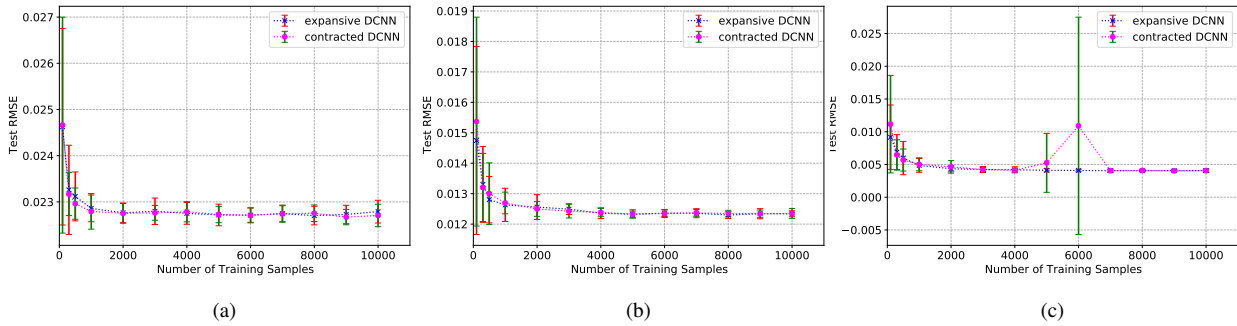 0.027
0.026
0.025
0.024
0.023
Test RMSE
0
2000
4000
6000
8000
10000
Number of Training Samples
expansive DCNN
contracted DCNN
(a)
0.019
0.018
0.017
0.016
0.015
0.014
0.013
0.012
Test RMSE
0
2000
4000
6000
8000
10000
Number of Training Samples
expansive DCNN
contracted DCNN
(b)
0.025
0.020
0.015
0.010
0.005
0.000
−0.005
Test RMSE
0
2000
4000
6000
8000
10000
Number of Training Samples
expansive DCNN
contracted DCNN
(c)